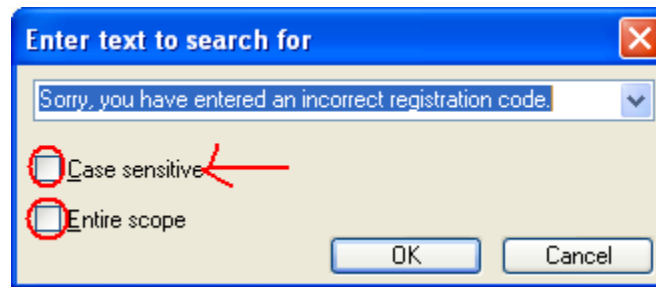 Enter text to search for
Sorry, you have entered an incorrect registration code.
Case sensitive
Entire scope
OK Cancel